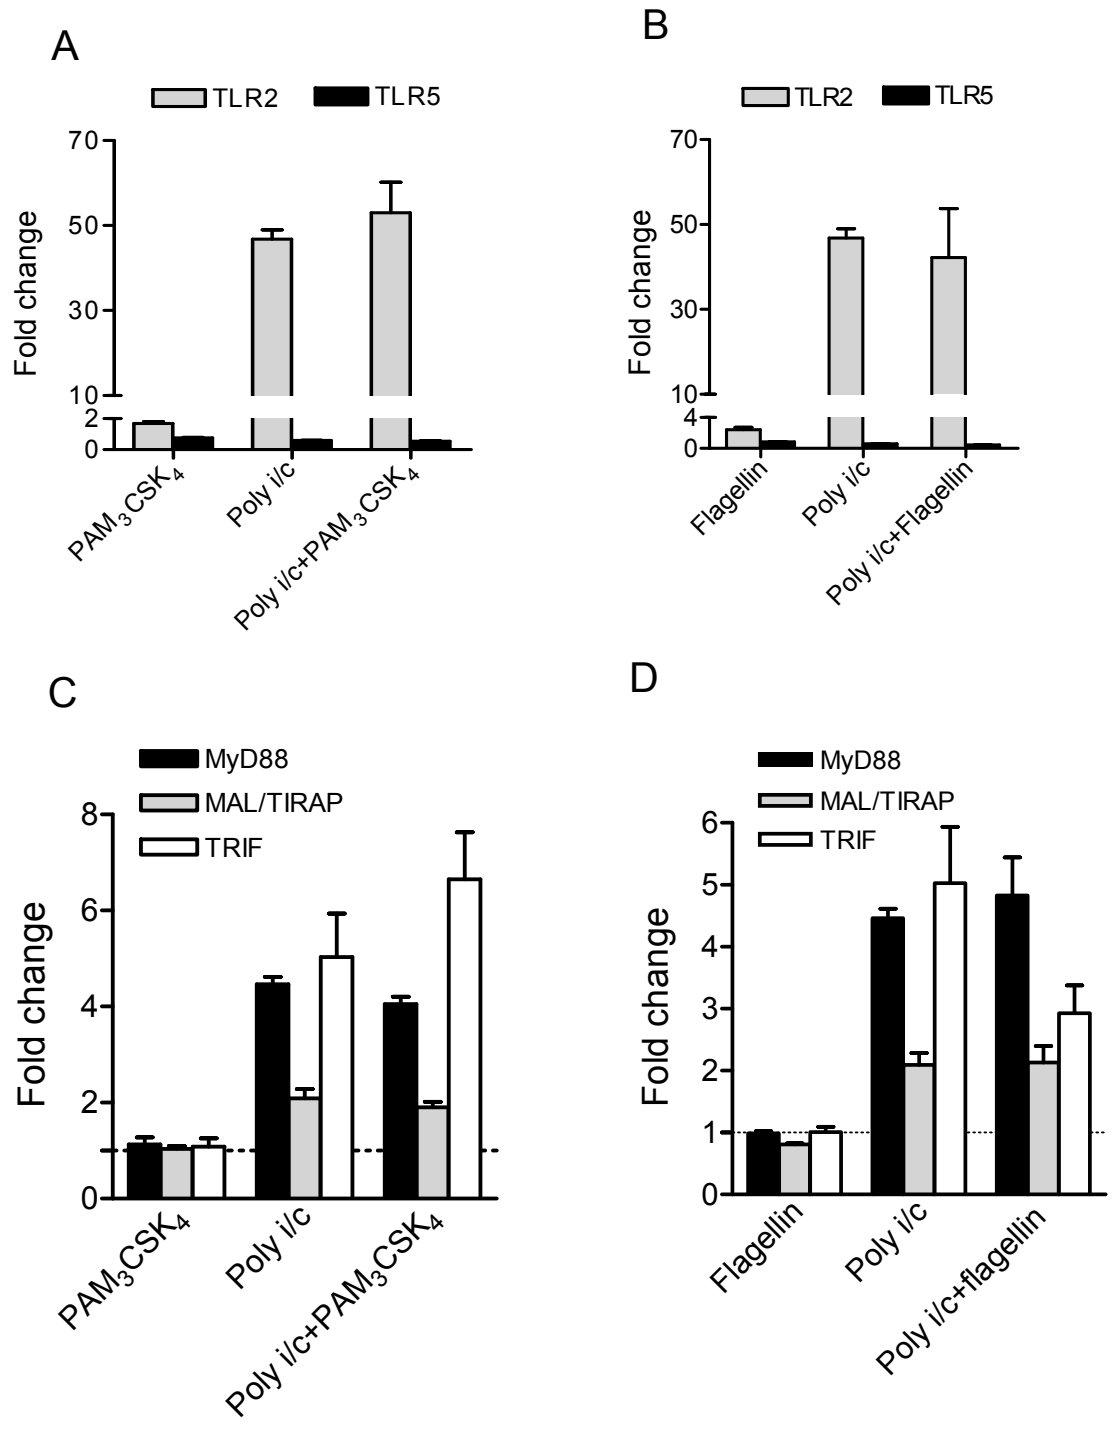 A
TLR2 TLR5
70
50
30
10
2
0
Fold change
PAM₃CSK₄
Poly i/c
Poly i/c+PAM₃CSK₄
B
TLR2 TLR5
70
50
30
10
4
0
Fold change
Flagellin
Poly i/c
Poly i/c+Flagellin
C
MyD88
MAL/TIRAP
TRIF
8
6
4
2
0
Fold change
PAM₃CSK₄
Poly i/c
Poly i/c+PAM₃CSK₄
D
MyD88
MAL/TIRAP
TRIF
6
5
4
3
2
1
0
Fold change
Flagellin
Poly i/c
Poly i/c+flagellin